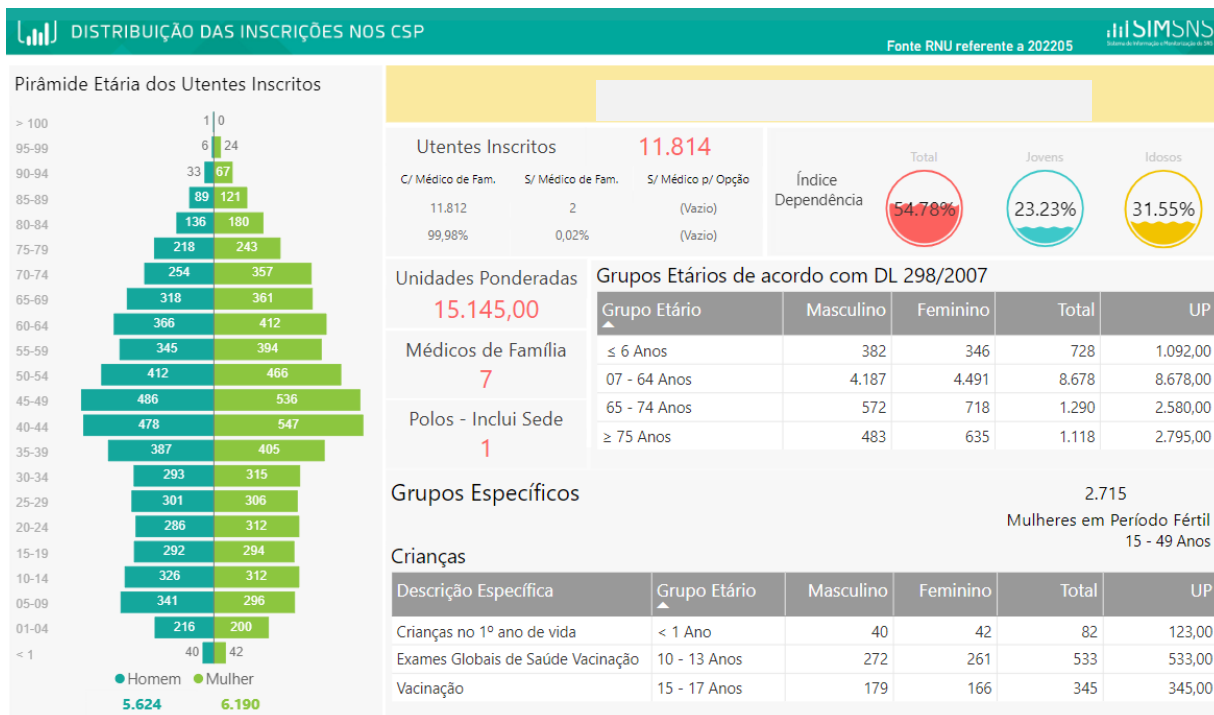 DISTRIBUIÇÃO DAS INSCRIÇÕES NOS CSP
Fonte RNU referente a 202205
SIMSNS
Sistema de Informação e Monitorização do SNS
Pirâmide Etária dos Utentes Inscritos
> 100 1 0
95-99 6 24
90-94 33 67
85-89 89 121
80-84 136 180
75-79 218 243
70-74 254 357
65-69 318 361
60-64 366 412
55-59 345 394
50-54 412 466
45-49 486 536
40-44 478 547
35-39 387 405
30-34 293 315
25-29 301 306
20-24 286 312
15-19 292 294
10-14 326 312
05-09 341 296
01-04 216 200
< 1 40 42
Homem Mulher
5.624 6.190
Utentes Inscritos 11.814
C/ Médico de Fam. S/ Médico de Fam. S/ Médico p/ Opção
11.812 2 (Vazio)
99,98% 0,02% (Vazio)
Índice Dependência
Total Jovens Idosos
54.78% 23.23% 31.55%
Unidades Ponderadas
15.145,00
Médicos de Família
7
Polos - Inclui Sede
1
Grupos Etários de acordo com DL 298/2007
Grupo Etário Masculino Feminino Total UP
≤ 6 Anos 382 346 728 1.092,00
07 - 64 Anos 4.187 4.491 8.678 8.678,00
65 - 74 Anos 572 718 1.290 2.580,00
≥ 75 Anos 483 635 1.118 2.795,00
Grupos Específicos
2.715
Mulheres em Período Fértil
15 - 49 Anos
Crianças
Descrição Específica Grupo Etário Masculino Feminino Total UP
Crianças no 1º ano de vida < 1 Ano 40 42 82 123,00
Exames Globais de Saúde Vacinação 10 - 13 Anos 272 261 533 533,00
Vacinação 15 - 17 Anos 179 166 345 345,00